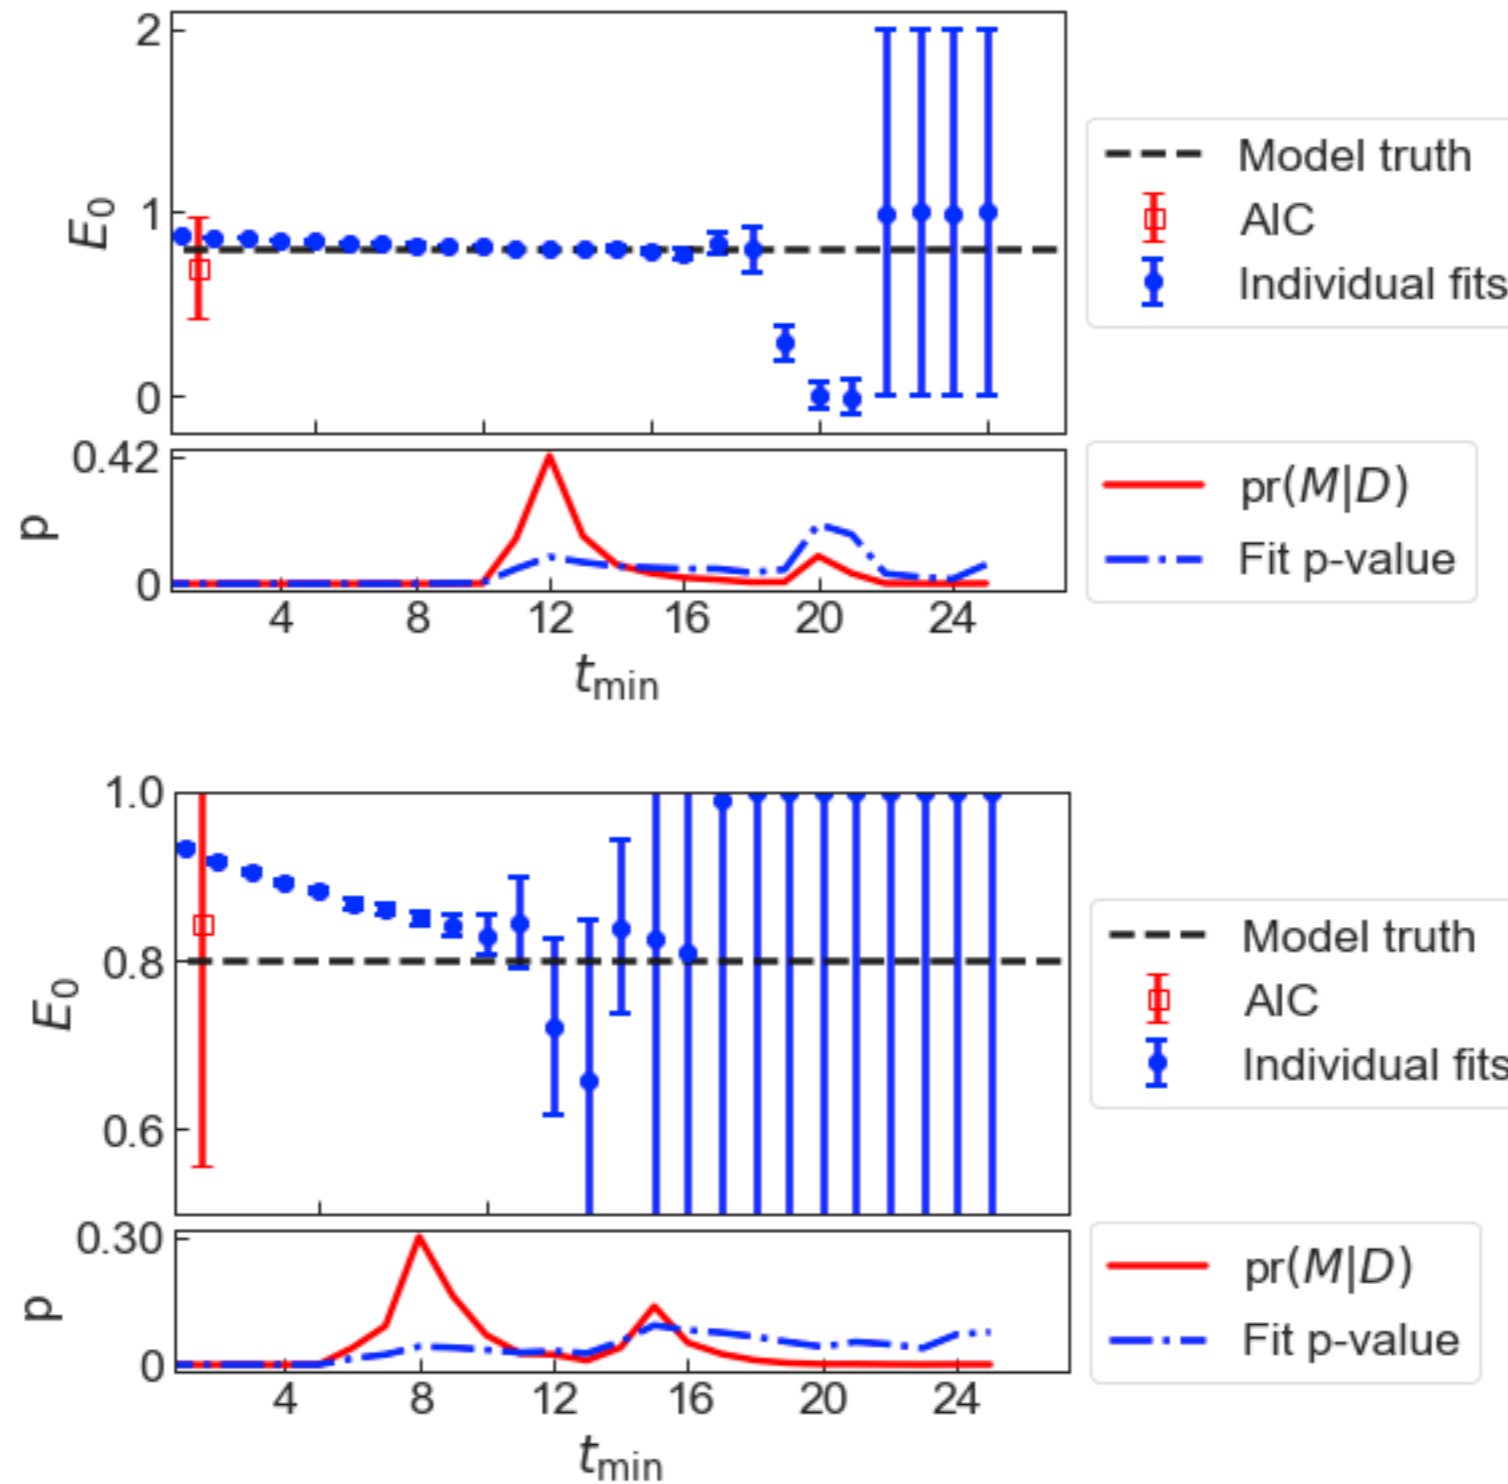 2
1
0
E₀
Model truth
AIC
Individual fits
0.42
0
p
pr(M|D)
Fit p-value
4 8 12 16 20 24
t_min
1.0
0.8
0.6
E₀
Model truth
AIC
Individual fits
0.30
0
p
pr(M|D)
Fit p-value
4 8 12 16 20 24
t_min